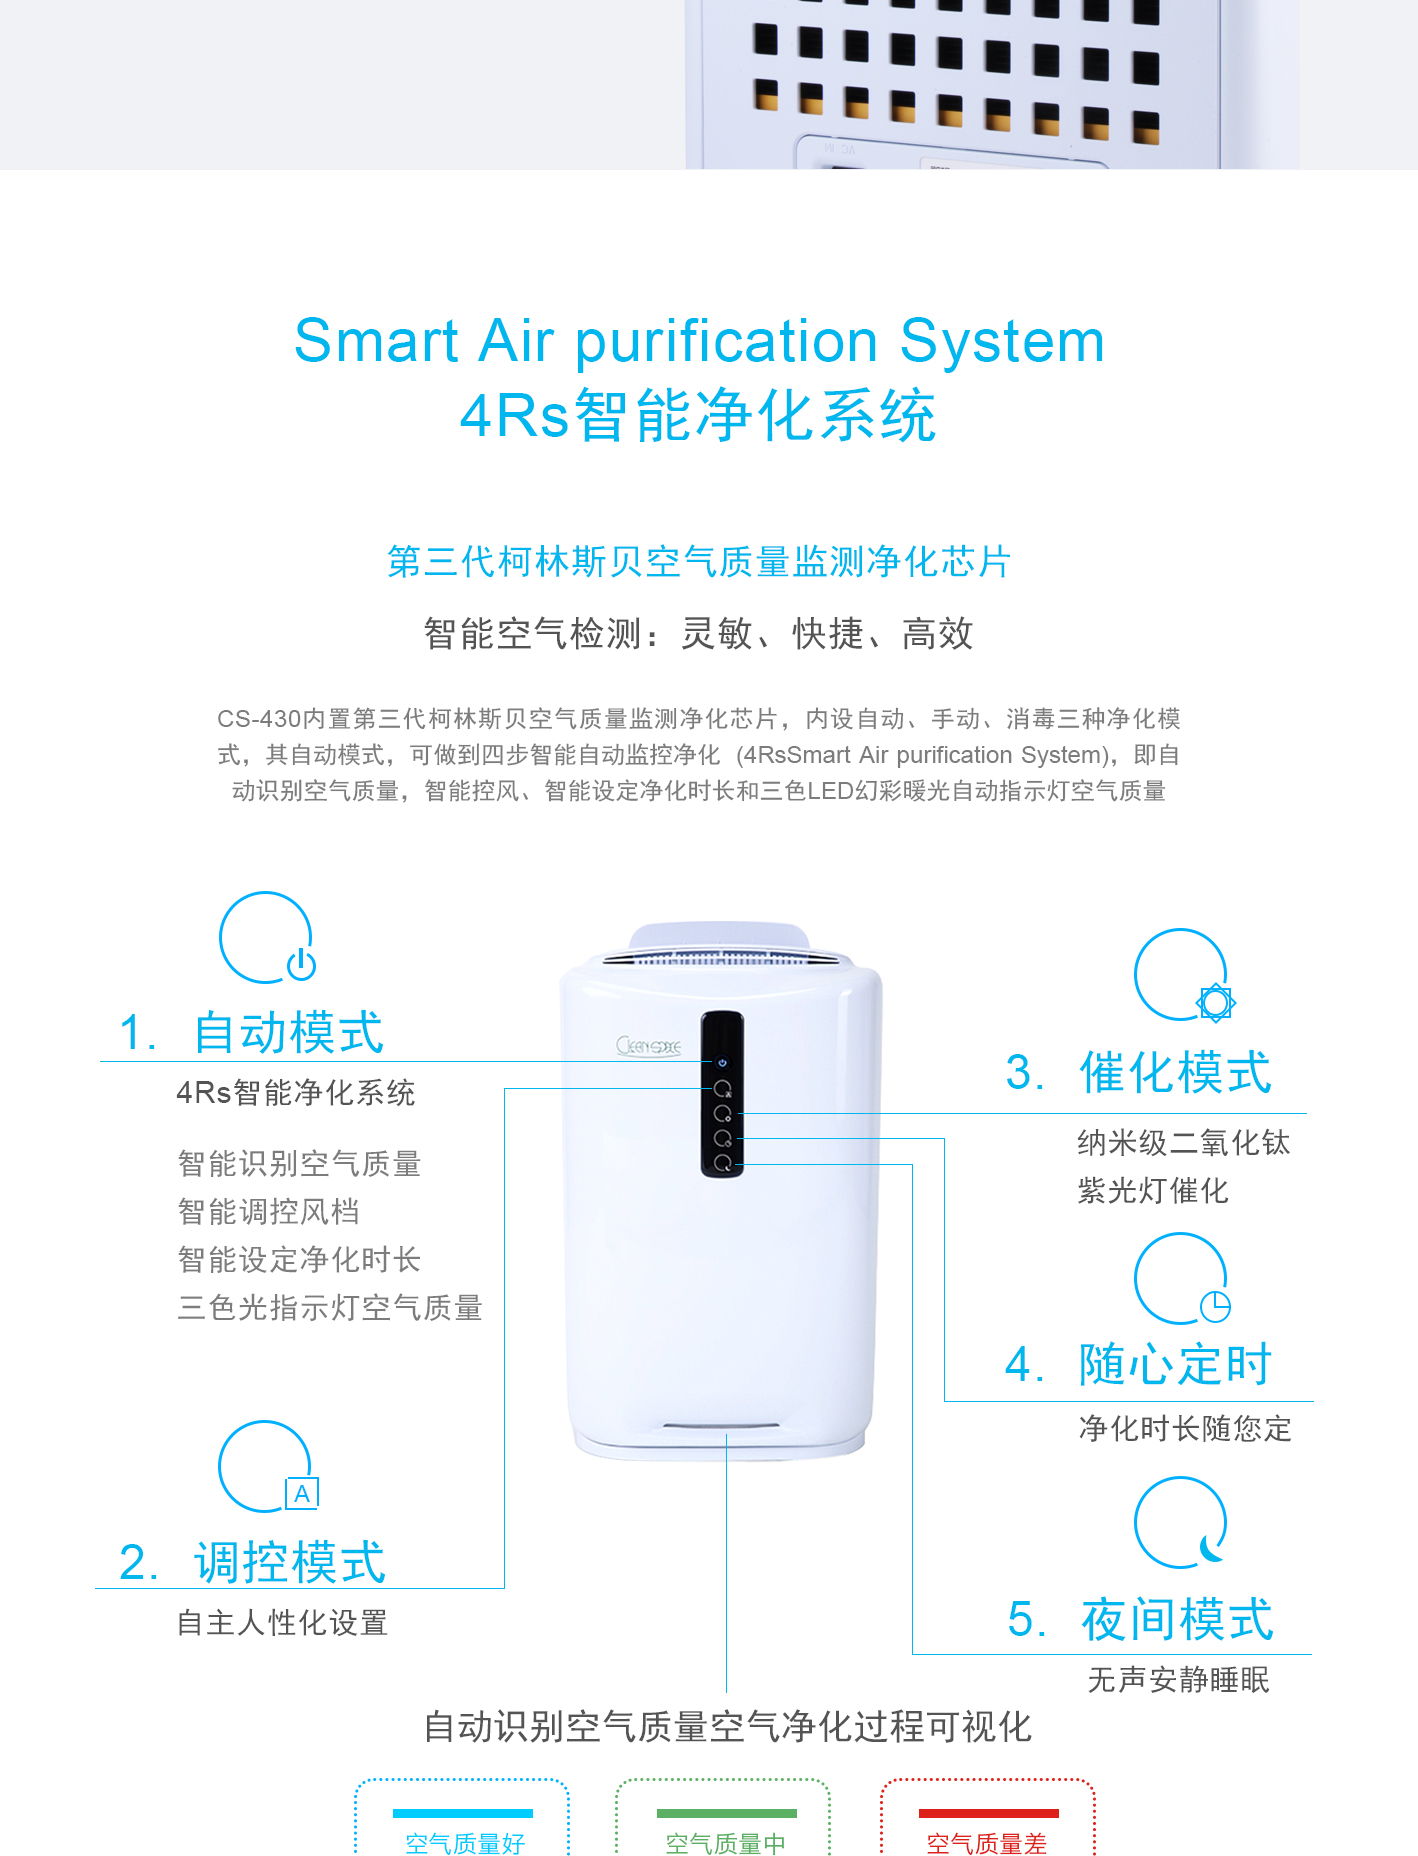 AC IN
Smart Air purification System
4Rs智能净化系统
第三代柯林斯贝空气质量监测净化芯片
智能空气检测：灵敏、快捷、高效
CS-430内置第三代柯林斯贝空气质量监测净化芯片，内设自动、手动、消毒三种净化模
式，其自动模式，可做到四步智能自动监控净化 (4RsSmart Air purification System)，即自
动识别空气质量，智能控风、智能设定净化时长和三色LED幻彩暖光自动指示灯空气质量
1. 自动模式
4Rs智能净化系统
智能识别空气质量
智能调控风档
智能设定净化时长
三色光指示灯空气质量
A
2. 调控模式
自主人性化设置
3. 催化模式
纳米级二氧化钛
紫光灯催化
4. 随心定时
净化时长随您定
5. 夜间模式
无声安静睡眠
自动识别空气质量空气净化过程可视化
空气质量好
空气质量中
空气质量差